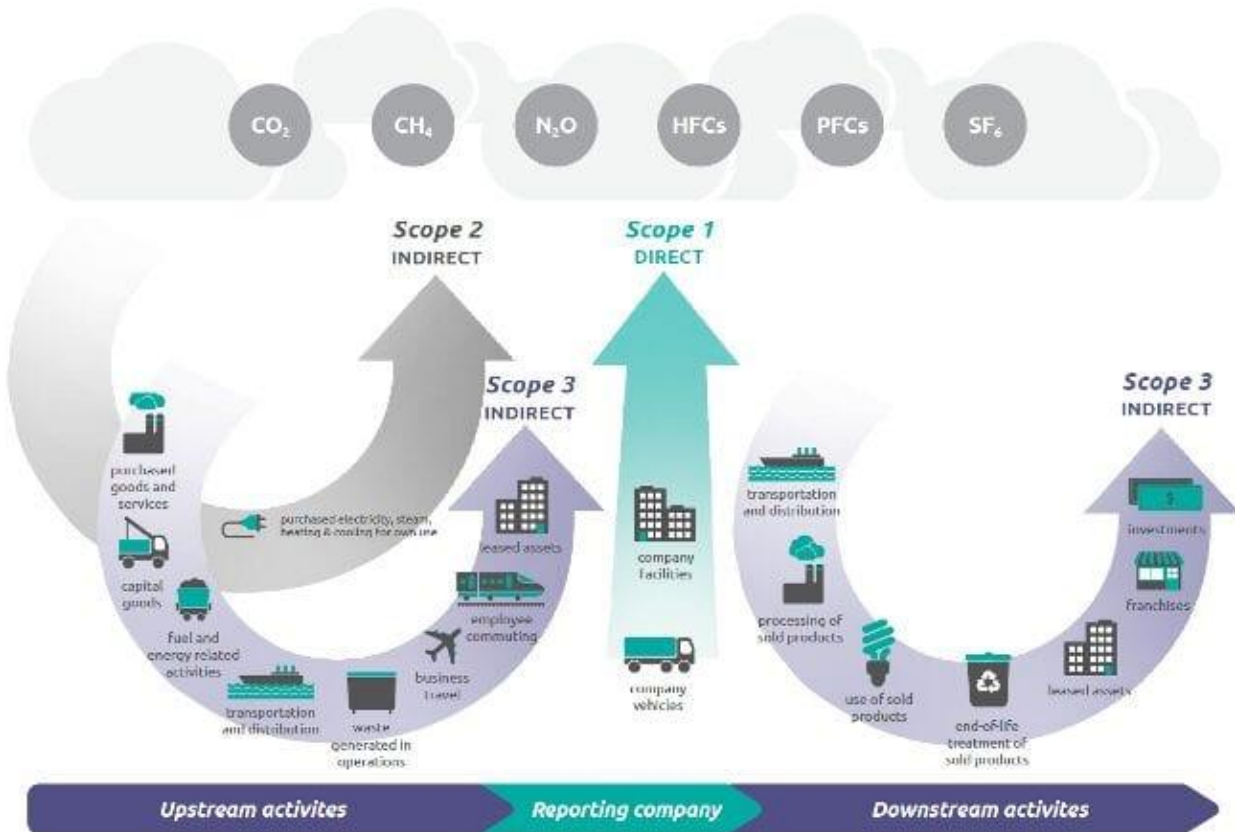 CO₂
CH₄
N₂O
HFCs
PFCs
SF₆
Scope 2
INDIRECT
Scope 1
DIRECT
Scope 3
INDIRECT
Scope 3
INDIRECT
purchased
goods and
services
capital
goods
fuel and
energy related
activities
transportation
and distribution
waste
generated in
operations
business
travel
employee
commuting
leased assets
purchased electricity, steam,
heating & cooling for own use
company
facilities
company
vehicles
transportation
and distribution
processing of
sold products
use of sold
products
end-of-life
treatment of
sold products
leased assets
franchises
$
investments
Upstream activites
Reporting company
Downstream activites